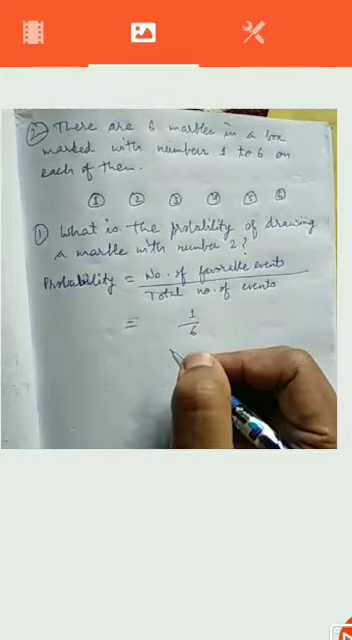 ② There are 6 marbles in a box
marked with numbers 1 to 6 on
each of them.
① ② ③ ④ ⑤ ⑥
① What is the probability of drawing
a marble with number 2?
Probability = No. of favorable events
Total no. of events
= 1
6